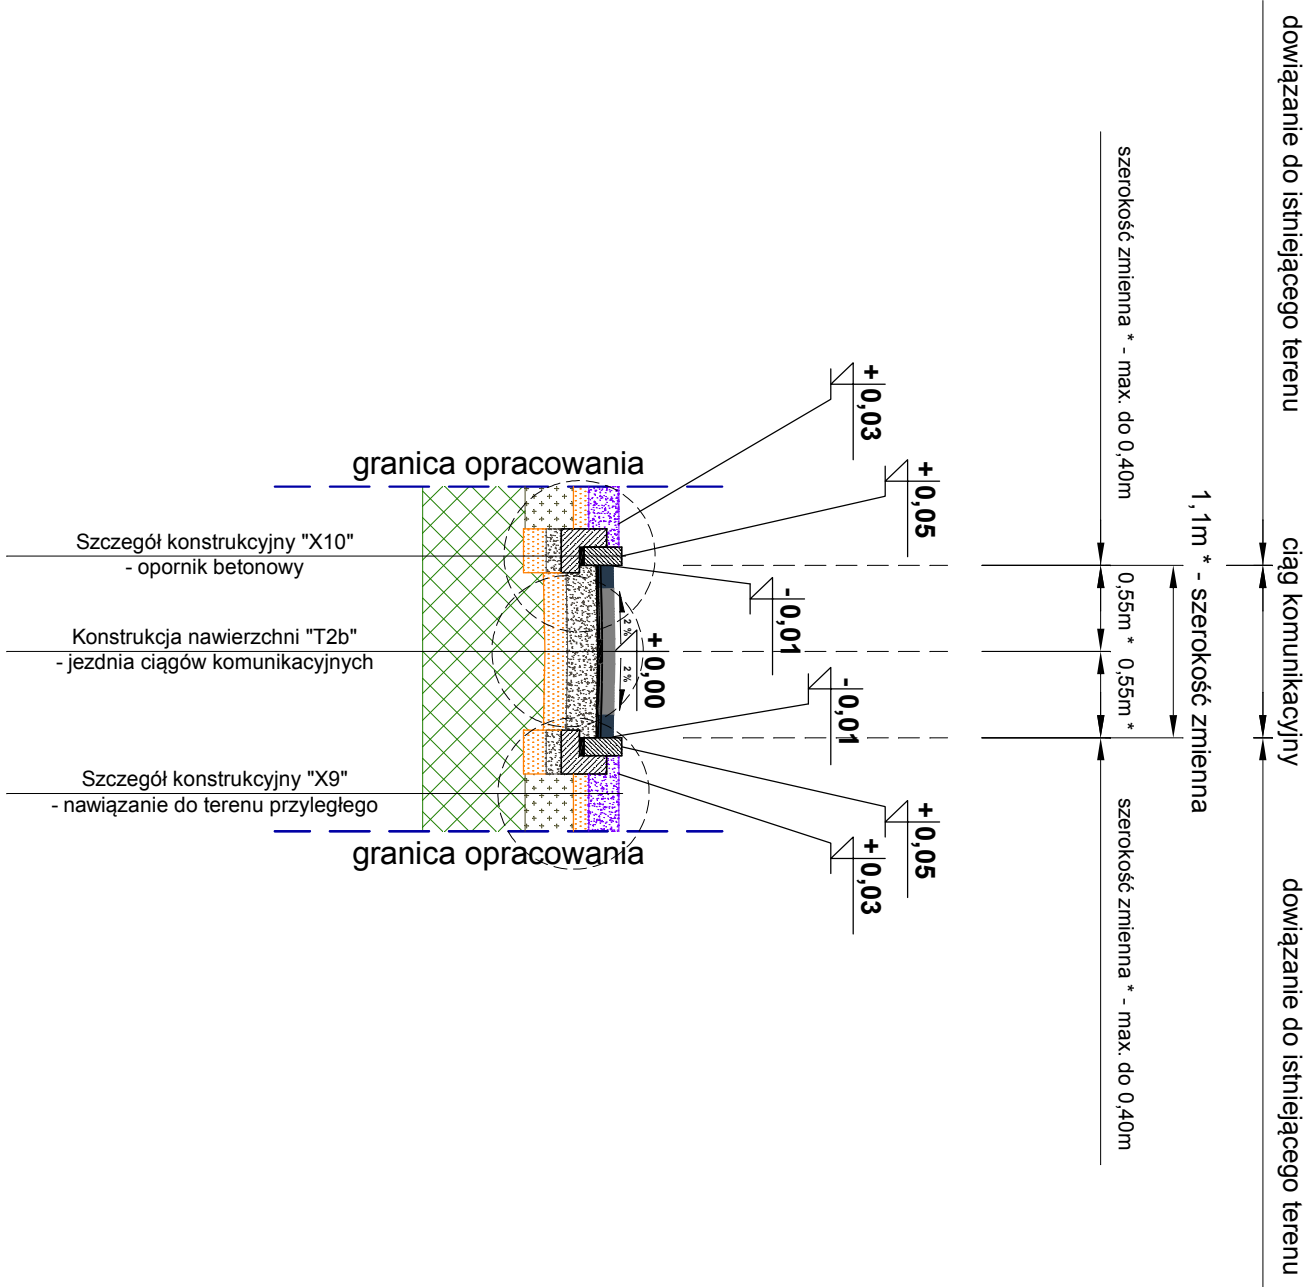 dowiązanie do istniejącego terenu
ciąg komunikacyjny
dowiązanie do istniejącego terenu
1,1m * - szerokość zmienna
szerokość zmienna * - max. do 0,40m
0,55m *
0,55m *
szerokość zmienna * - max. do 0,40m
+0,03
+0,05
-0,01
+0,00
-0,01
+0,05
+0,03
2 %
2 %
granica opracowania
Szczegół konstrukcyjny "X10"
- opornik betonowy
Konstrukcja nawierzchni "T2b"
- jezdnia ciągów komunikacyjnych
Szczegół konstrukcyjny "X9"
- nawiązanie do terenu przyległego
granica opracowania